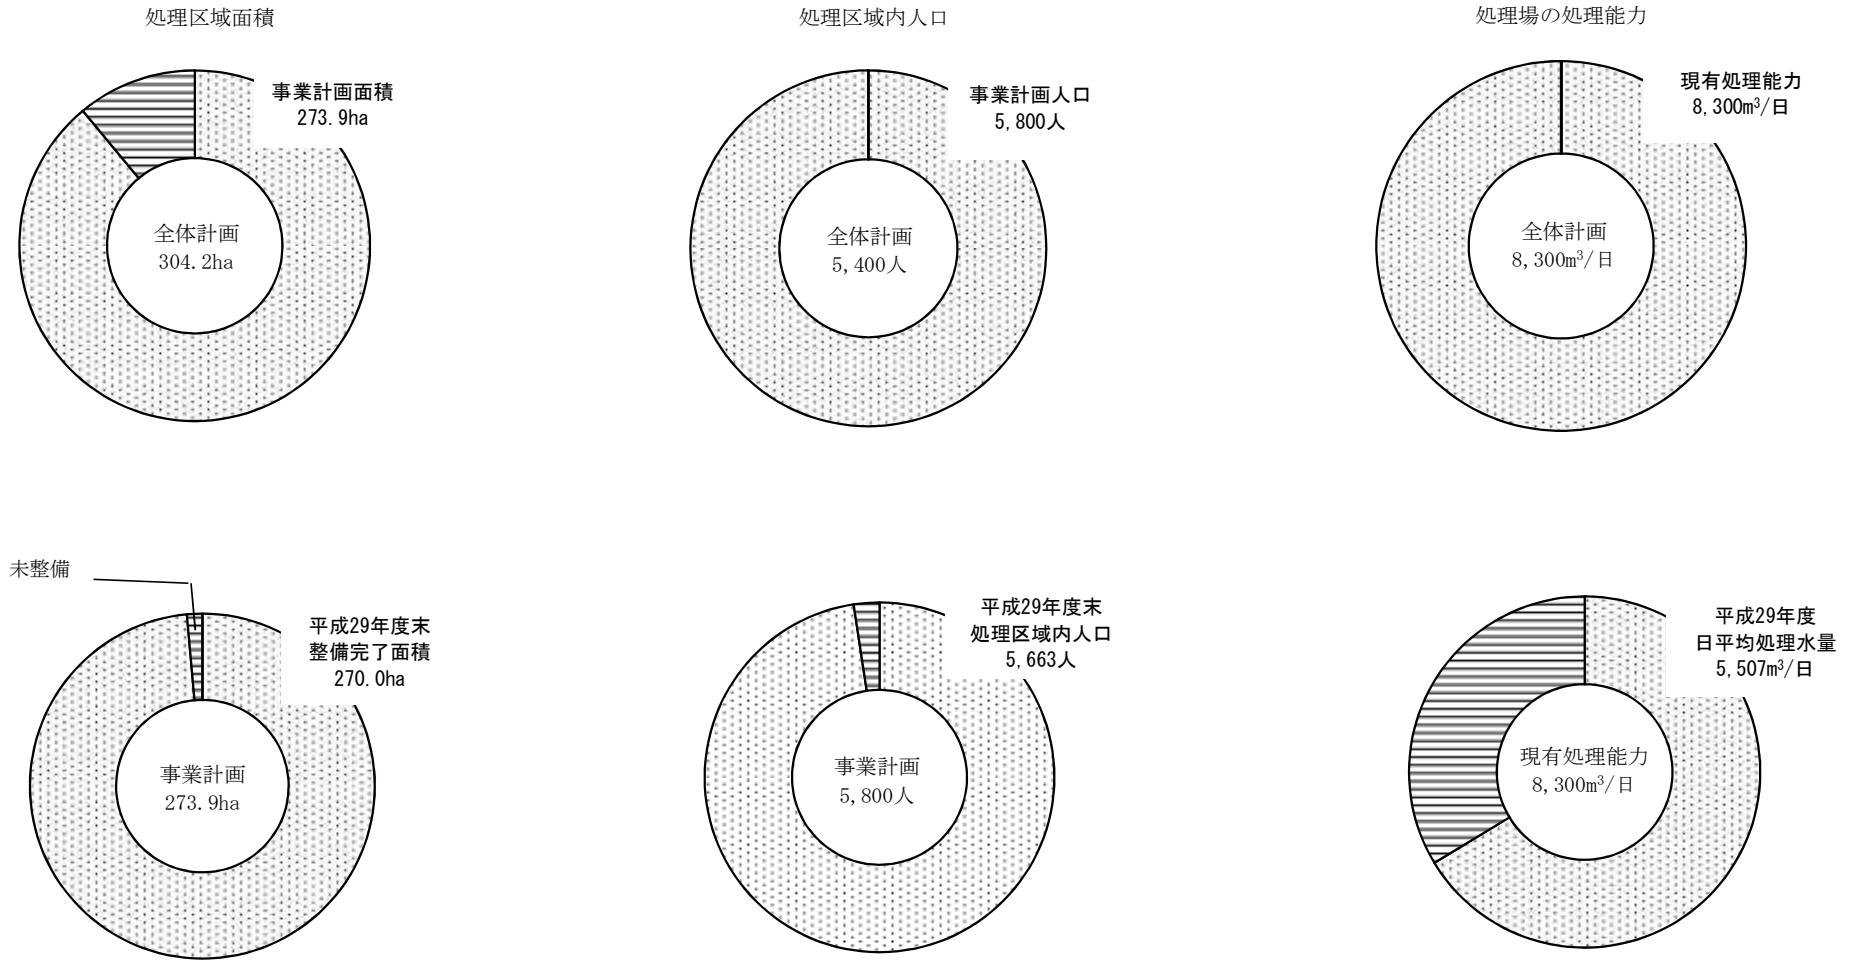 処理区域面積
事業計画面積
273.9ha
全体計画
304.2ha
処理区域内人口
事業計画人口
5,800人
全体計画
5,400人
処理場の処理能力
現有処理能力
8,300m³/日
全体計画
8,300m³/日
未整備
平成29年度末
整備完了面積
270.0ha
事業計画
273.9ha
平成29年度末
処理区域内人口
5,663人
事業計画
5,800人
平成29年度
日平均処理水量
5,507m³/日
現有処理能力
8,300m³/日